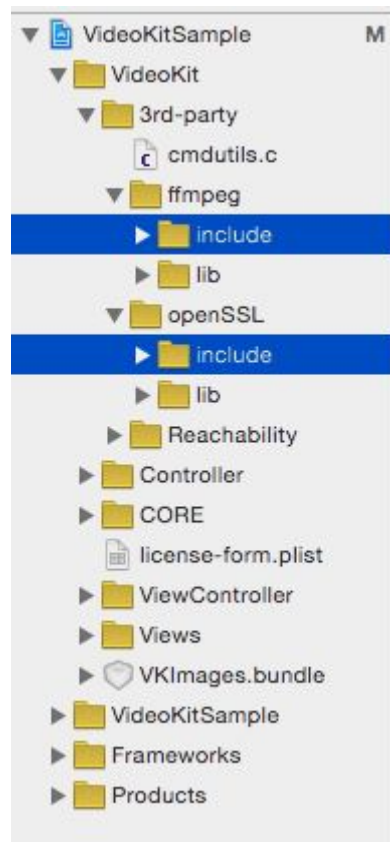 VideoKitSample M
VideoKit
3rd-party
c cmdutils.c
ffmpeg
include
lib
openSSL
include
lib
Reachability
Controller
CORE
license-form.plist
ViewController
Views
VKImages.bundle
VideoKitSample
Frameworks
Products